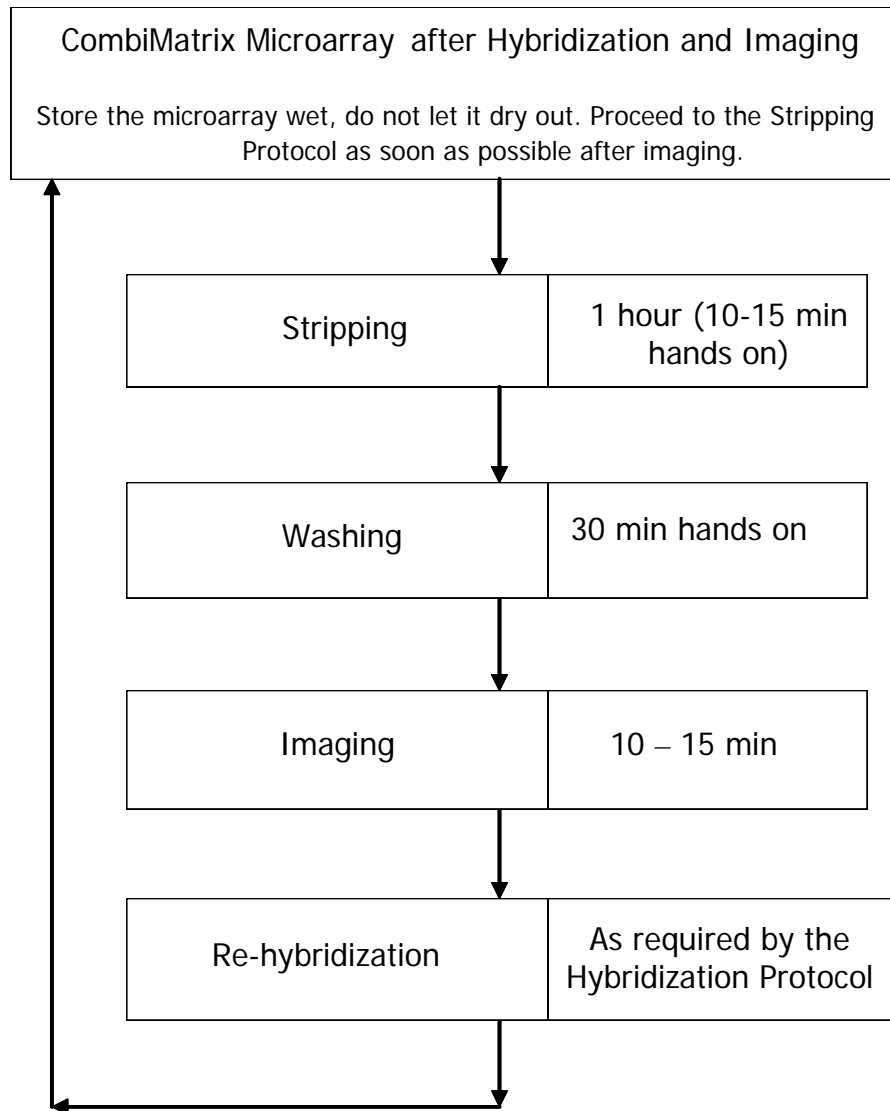 CombiMatrix Microarray after Hybridization and Imaging
Store the microarray wet, do not let it dry out. Proceed to the Stripping
Protocol as soon as possible after imaging.
Stripping
1 hour (10-15 min
hands on)
Washing
30 min hands on
Imaging
10 – 15 min
Re-hybridization
As required by the
Hybridization Protocol